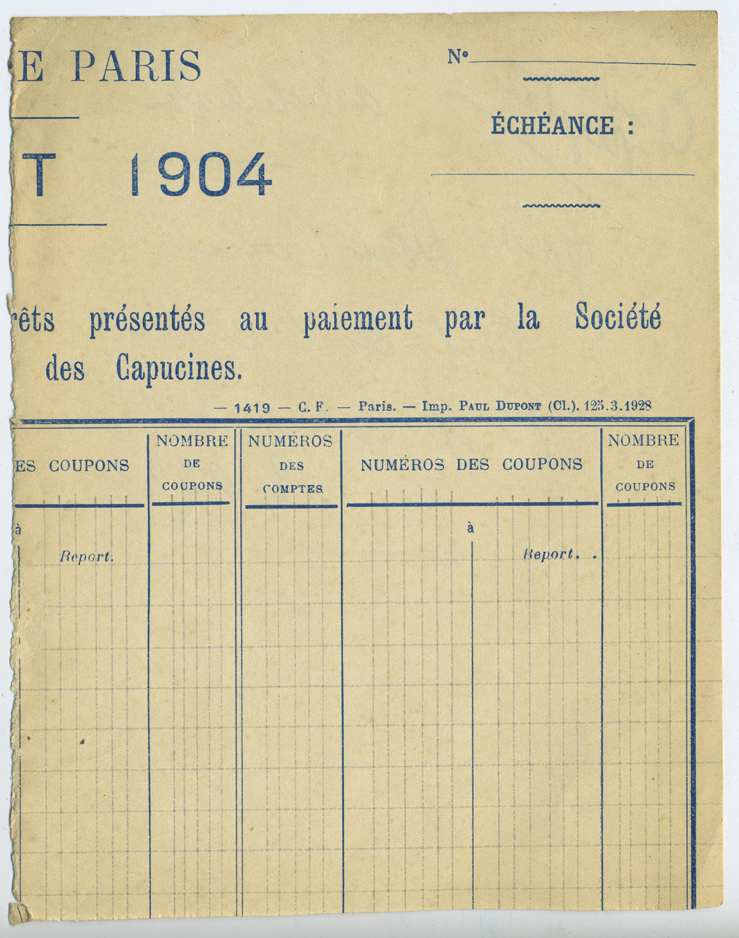 E PARIS
N°
ÉCHÉANCE :
T 1904
rêts présentés au paiement par la Société
des Capucines.
— 1419 — C. F. — Paris. — Imp. PAUL DUPONT (Cl.). 125.3.1928
ES COUPONS
NOMBRE
DE
COUPONS
NUMÉROS
DES
COMPTES
NUMÉROS DES COUPONS
NOMBRE
DE
COUPONS
à
Report.
à
Report. .